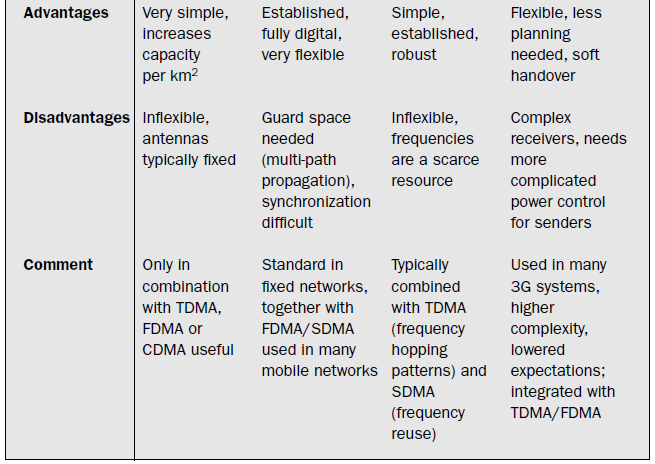 Advantages
Very simple,
increases
capacity
per km2
Established,
fully digital,
very flexible
Simple,
established,
robust
Flexible, less
planning
needed, soft
handover
Disadvantages
Inflexible,
antennas
typically fixed
Guard space
needed
(multi-path
propagation),
synchronization
difficult
Inflexible,
frequencies
are a scarce
resource
Complex
receivers, needs
more
complicated
power control
for senders
Comment
Only in
combination
with TDMA,
FDMA or
CDMA useful
Standard in
fixed networks,
together with
FDMA/SDMA
used in many
mobile networks
Typically
combined
with TDMA
(frequency
hopping
patterns) and
SDMA
(frequency
reuse)
Used in many
3G systems,
higher
complexity,
lowered
expectations;
integrated with
TDMA/FDMA